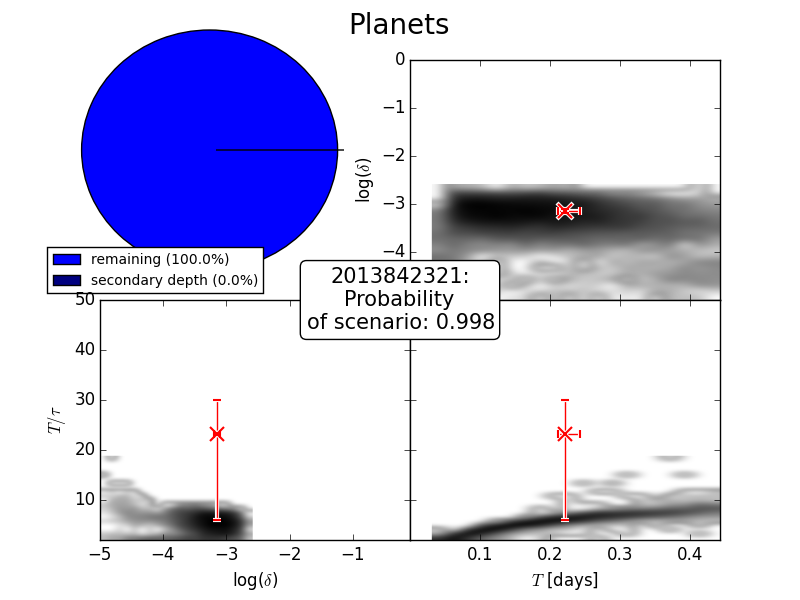 Planets
remaining (100.0%)
secondary depth (0.0%)
0
−1
−2
−3
−4
log(δ)
2013842321:
Probability
of scenario: 0.998
50
40
30
20
10
T/τ
−5
−4
−3
−2
−1
log(δ)
0.1
0.2
0.3
0.4
T [days]